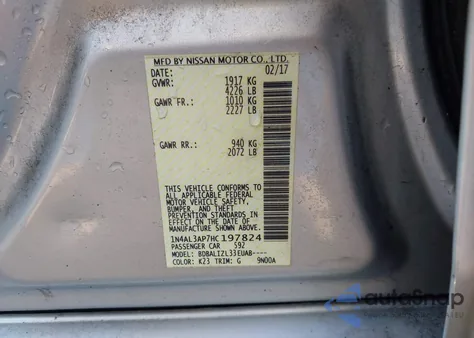 MFD BY NISSAN MOTOR CO., LTD.
DATE: 02/17
GVWR: 1917 KG
4226 LB
GAWR FR.: 1010 KG
2227 LB
GAWR RR.: 940 KG
2072 LB
THIS VEHICLE CONFORMS TO
ALL APPLICABLE FEDERAL
MOTOR VEHICLE SAFETY,
BUMPER, AND THEFT
PREVENTION STANDARDS IN
EFFECT ON THE DATE OF
MANUFACTURE SHOWN ABOVE.
1N4AL3AP7HC197824
PASSENGER CAR 592
MODEL: BDBALIZL33EUAB----
COLOR: K23 TRIM: G 9N00A
AutoSnap